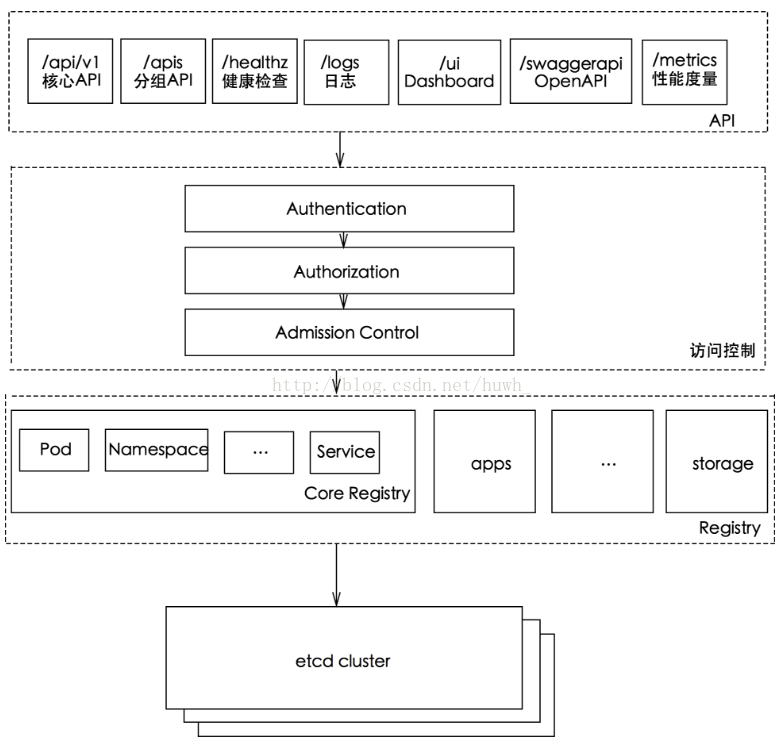 /api/v1
核心API
/apis
分组API
/healthz
健康检查
/logs
日志
/ui
Dashboard
/swaggerapi
OpenAPI
/metrics
性能度量
API
Authentication
Authorization
Admission Control
访问控制
http://blog.csdn.net/huwh_
Pod
Namespace
...
Service
Core Registry
apps
...
storage
Registry
etcd cluster